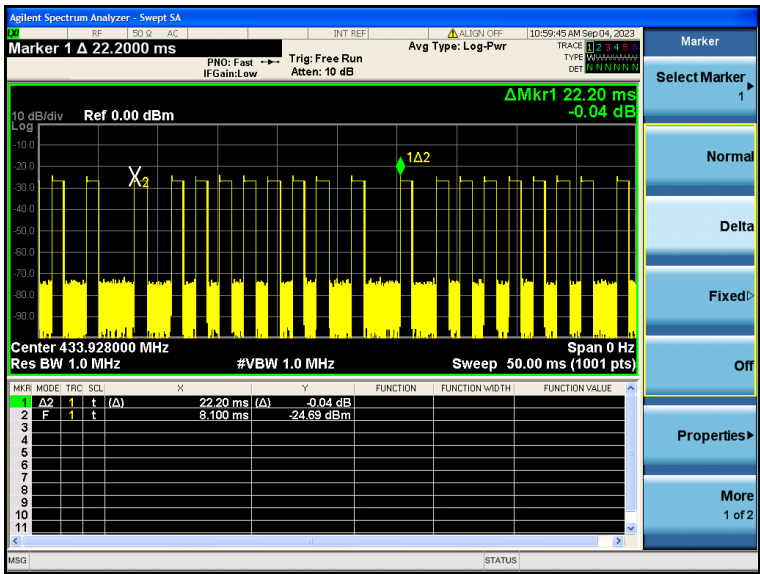 Agilent Spectrum Analyzer - Swept SA
LXI RF 50 Ω AC INT REF ALIGN OFF 10:59:45 AM Sep 04, 2023
Marker 1 Δ 22.2000 ms
PNO: Fast
IFGain:Low
Trig: Free Run
Atten: 10 dB
Avg Type: Log-Pwr
TRACE 1 2 3 4 5 6
TYPE W
DET N N N N N N
ΔMkr1 22.20 ms
-0.04 dB
10 dB/div Ref 0.00 dBm
Log
-10.0
-20.0
-30.0
-40.0
-50.0
-60.0
-70.0
-80.0
-90.0
2
1Δ2
Center 433.928000 MHz Span 0 Hz
Res BW 1.0 MHz #VBW 1.0 MHz Sweep 50.00 ms (1001 pts)
MKR MODE TRC SCL X Y FUNCTION FUNCTION WIDTH FUNCTION VALUE
1 Δ2 1 t (Δ) 22.20 ms (Δ) -0.04 dB
2 F 1 t 8.100 ms -24.69 dBm
3
4
5
6
7
8
9
10
11
MSG STATUS
Marker
Select Marker
1
Normal
Delta
Fixed
Off
Properties
More
1 of 2